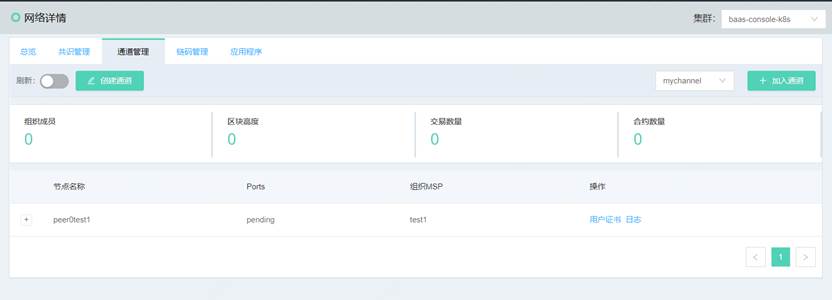 网络详情
集群：
baas-console-k8s
总览
共识管理
通道管理
链码管理
应用程序
刷新：
创建通道
mychannel
加入通道
组织成员
区块高度
交易数量
合约数量
0
0
0
0
节点名称
Ports
组织MSP
操作
+
peer0test1
pending
test1
用户证书 日志
< 1 >